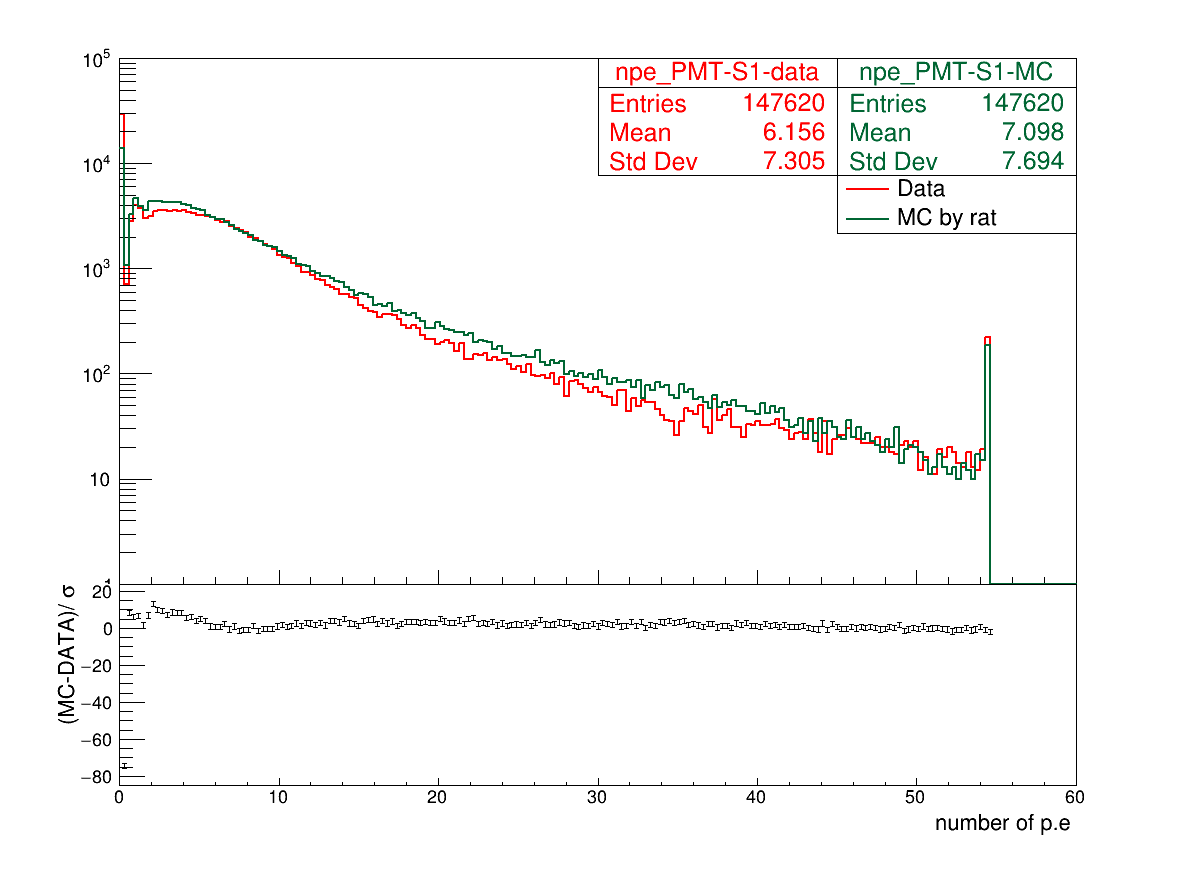 npe_PMT-S1-data
Entries 147620
Mean 6.156
Std Dev 7.305
npe_PMT-S1-MC
Entries 147620
Mean 7.098
Std Dev 7.694
Data
MC by rat
10^5
10^4
10^3
10^2
10
1
(MC-DATA)/ σ
20
0
−20
−40
−60
−80
0 10 20 30 40 50 60
number of p.e